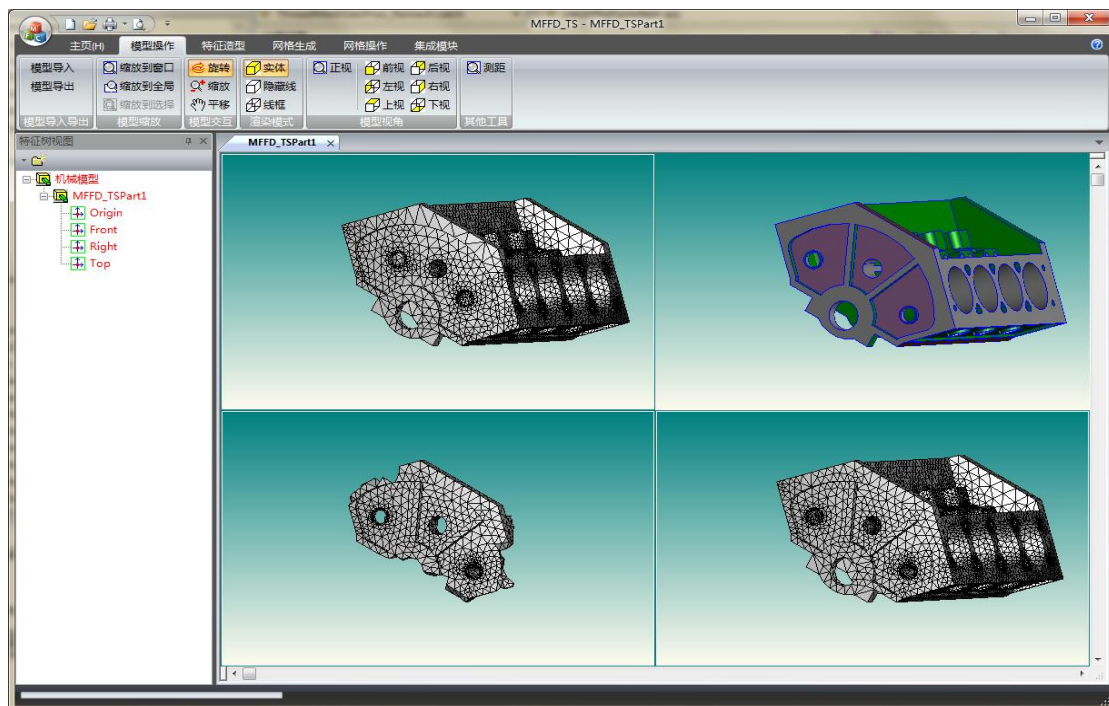 MFFD_TS - MFFD_TSPart1
主页(H) 模型操作 特征造型 网格生成 网格操作 集成模块
模型导入 缩放到窗口 旋转 实体 正视 前视 后视 测距
模型导出 缩放到全局 缩放 隐藏线 左视 右视
缩放到选择 平移 线框 上视 下视
模型导入导出 模型缩放 模型交互 渲染模式 模型视角 其他工具
特征树视图 MFFD_TSPart1
机械模型
MFFD_TSPart1
Origin
Front
Right
Top